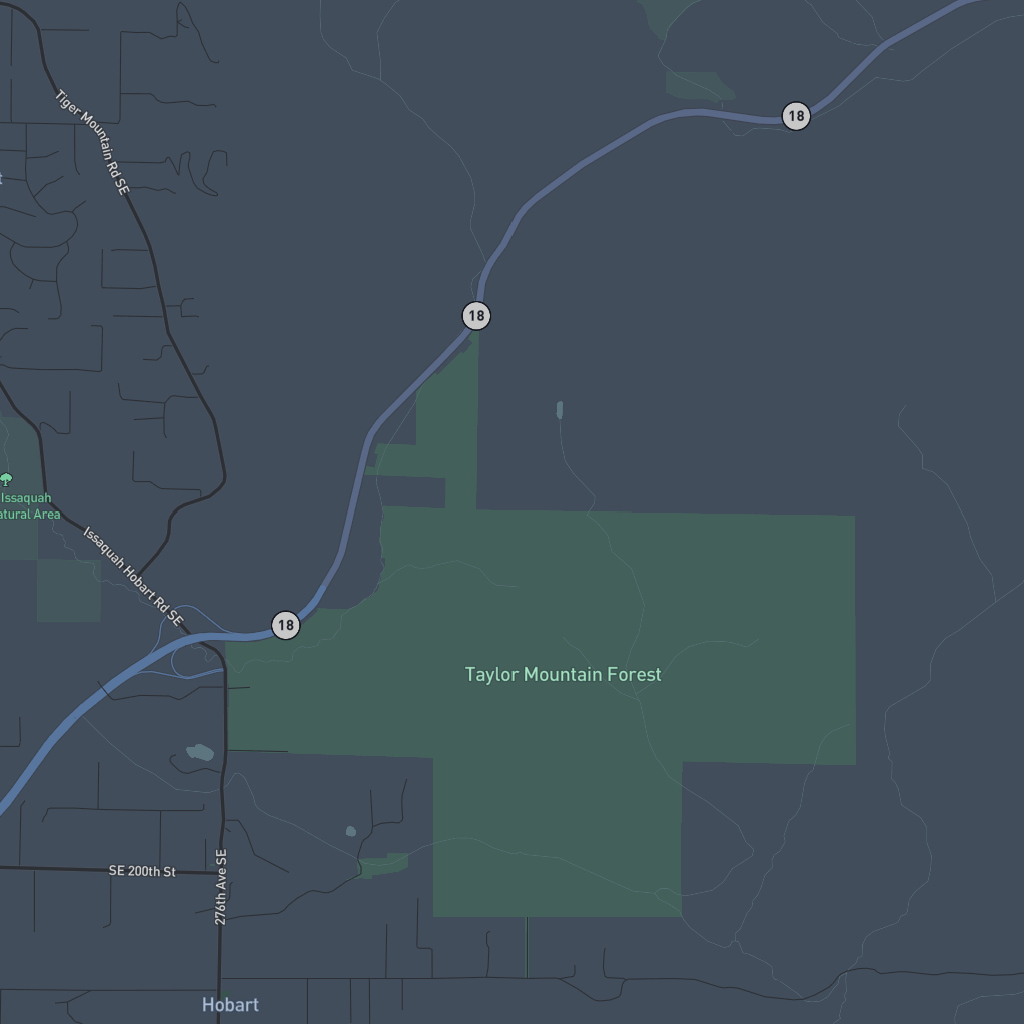 18
Tiger Mountain Rd SE
t
18
Issaquah
atural Area
Issaquah Hobart Rd SE
18
Taylor Mountain Forest
SE 200th St
276th Ave SE
Hobart